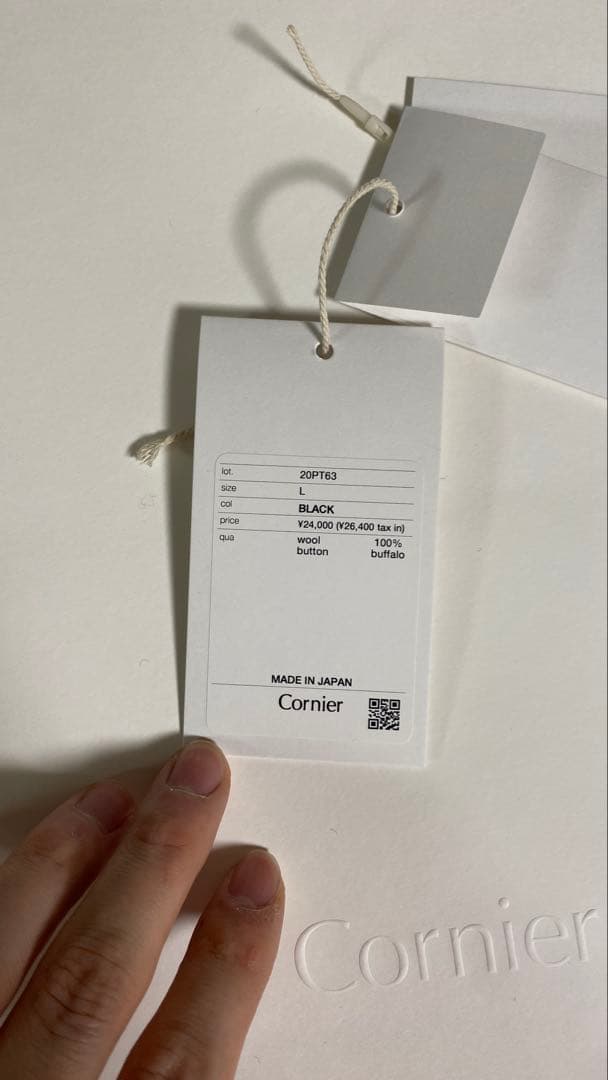 lot. 20PT63
size L
col BLACK
price ¥24,000 (¥26,400 tax in)
qua wool 100%
button buffalo
MADE IN JAPAN
Cornier
Cornier